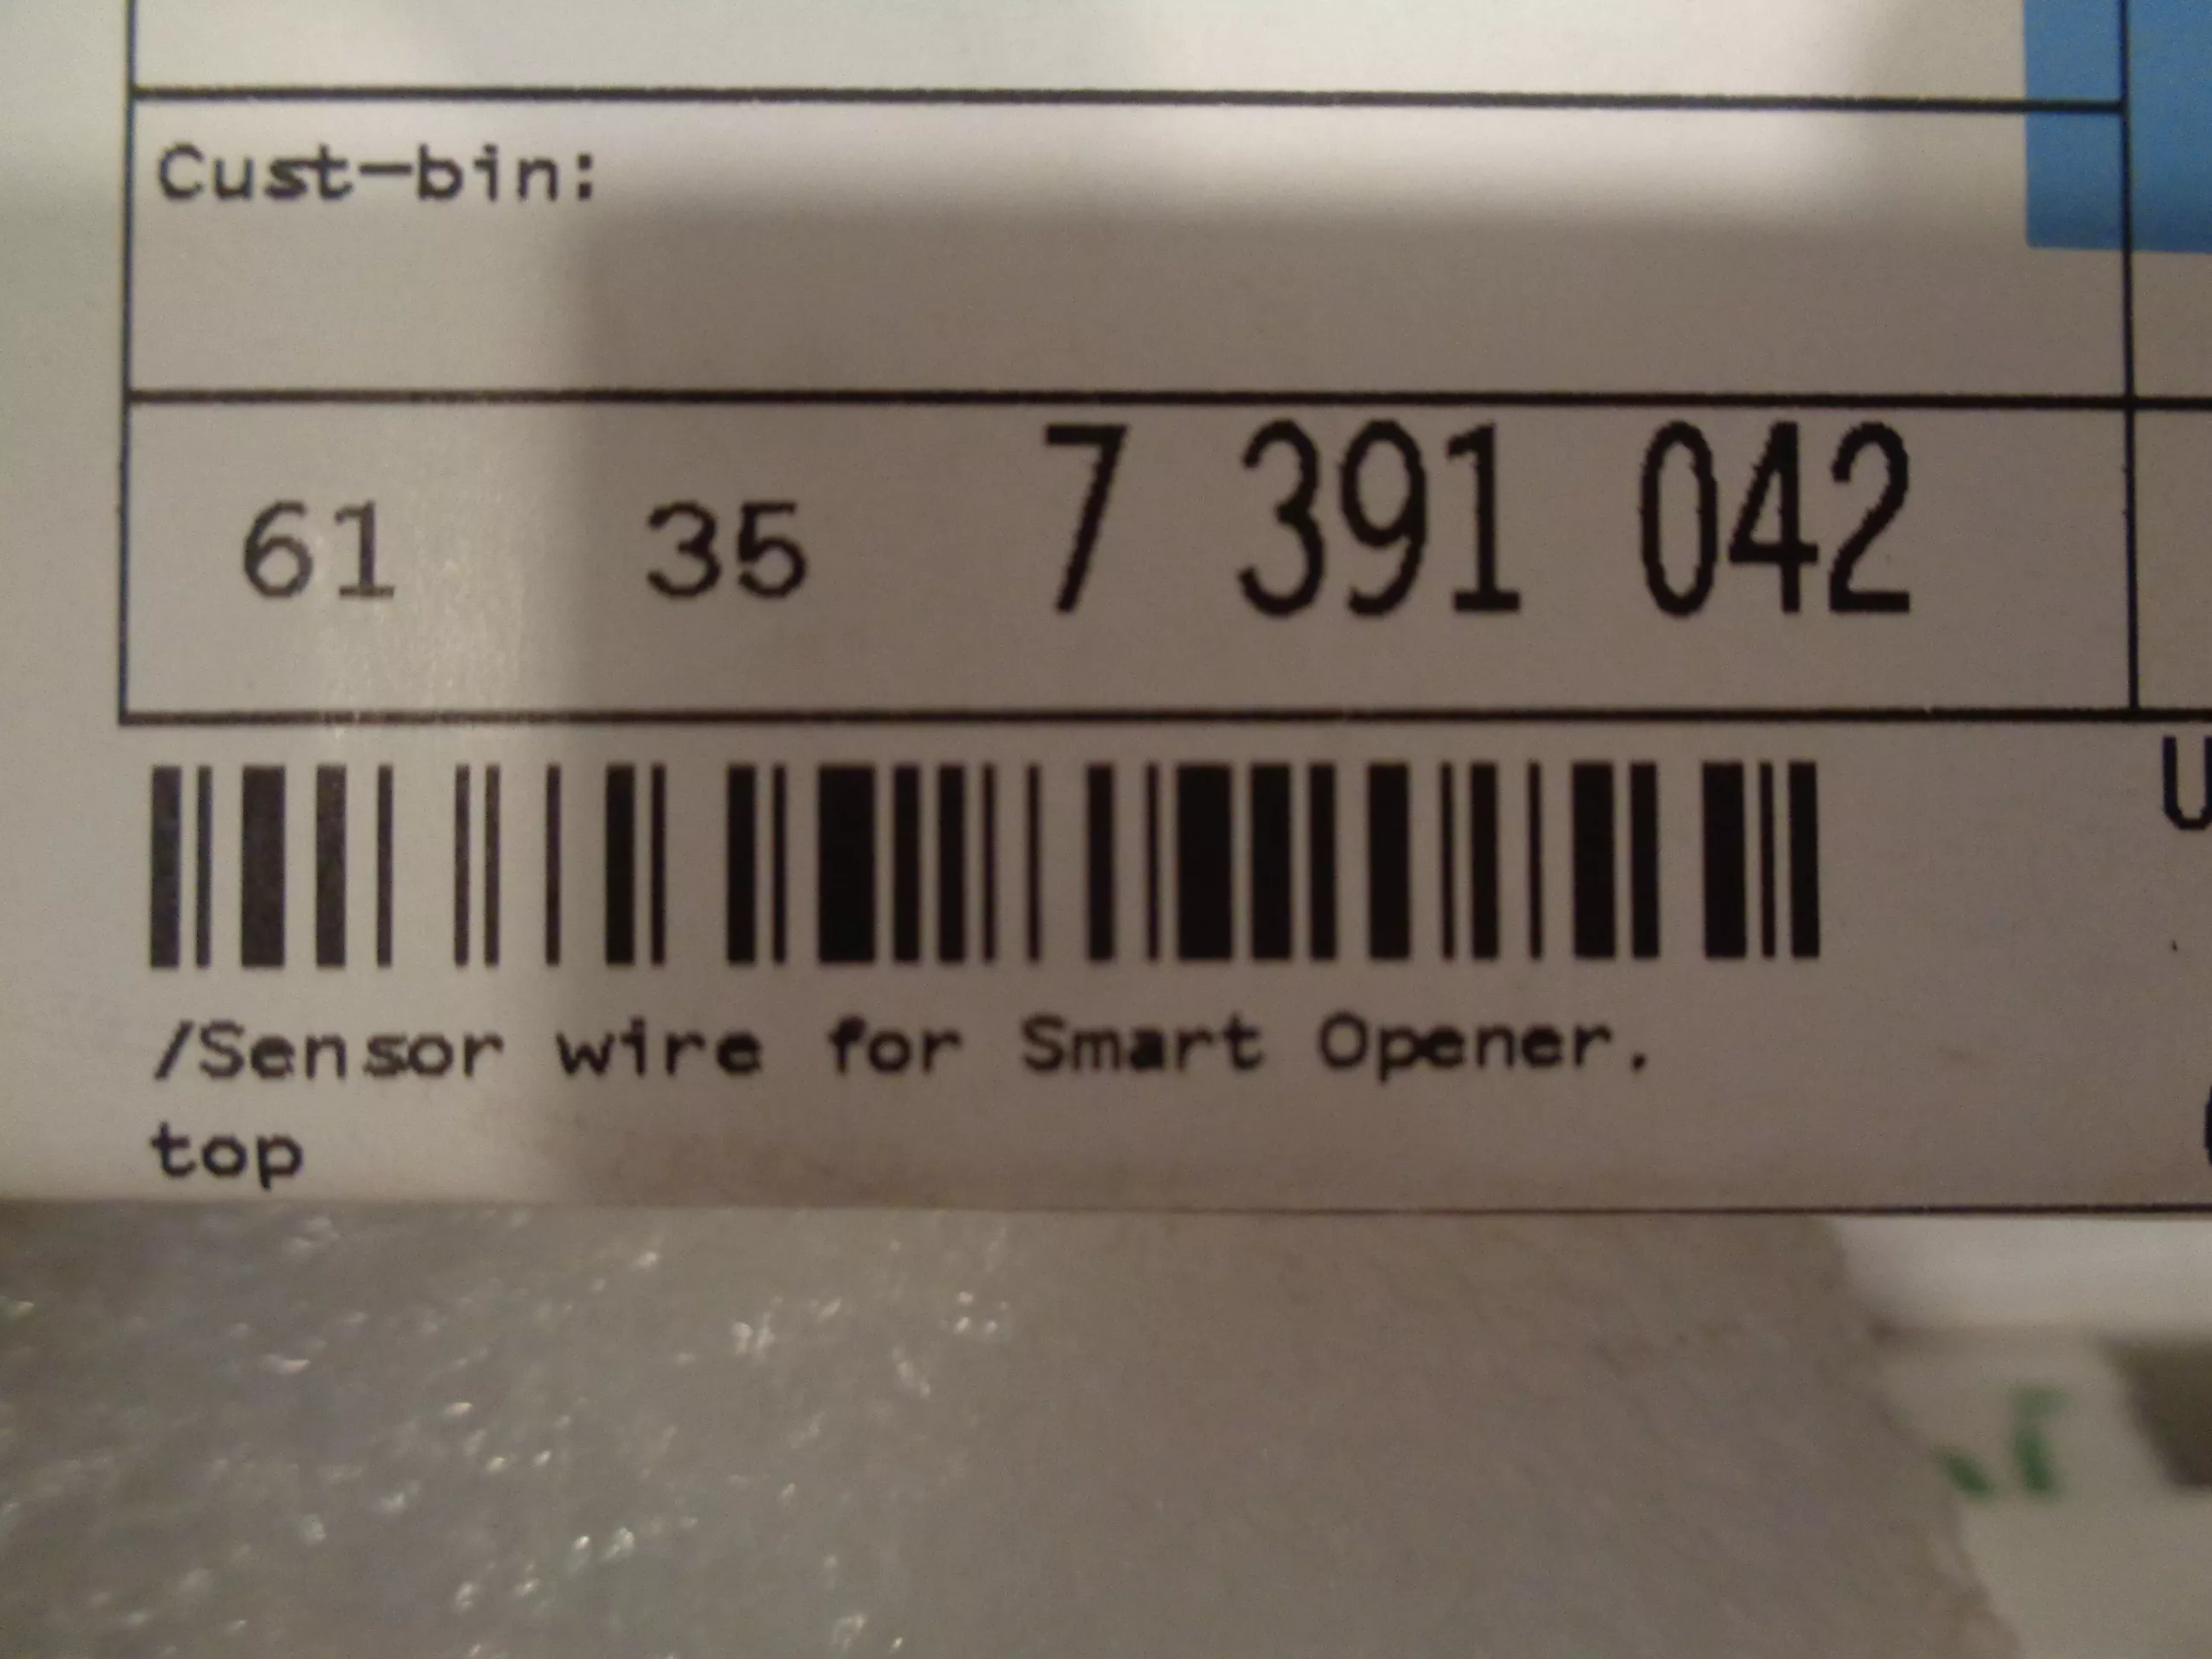 Cust-bin:
61 35 7 391 042
/Sensor wire for Smart Opener.
top